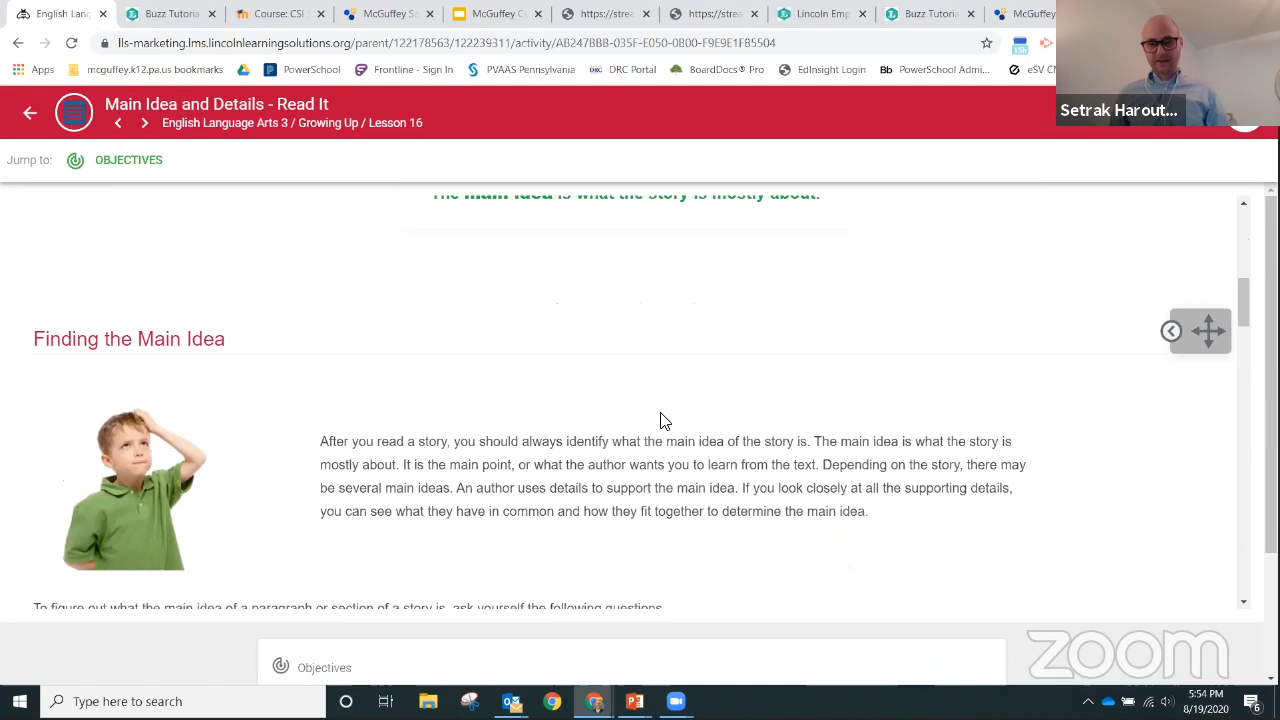 Englis
Buzz Tutoria
Course: CSI
McGuffey Sc
McGuffey C
https://strea
https://strea
Lincoln Emp
Buzz Tutoria
McGuffe
lls-marketing.lms.lincolnlearningsolutions.org/parent/122178563/122239311/activity/AB247BBB-035F-E050-0B00-F9E9E1F85504
15h
Apps
mcguffey.k12.pa.us bookmarks
PowerSchool
Frontline - Sign In
PVAAS Pennsylvania
DRC Portal
BoardDocs® Pro
EdInsight Login
Bb PowerSchool Admi...
eSV CN
Setrak Harout...
Main Idea and Details - Read It
English Language Arts 3 / Growing Up / Lesson 16
Jump to:
OBJECTIVES
The main idea is what the story is mostly about.
Finding the Main Idea
After you read a story, you should always identify what the main idea of the story is. The main idea is what the story is
mostly about. It is the main point, or what the author wants you to learn from the text. Depending on the story, there may
be several main ideas. An author uses details to support the main idea. If you look closely at all the supporting details,
you can see what they have in common and how they fit together to determine the main idea.
To figure out what the main idea of a paragraph or section of a story is, ask yourself the following questions
Objectives
zoom
Type here to search
5:54 PM
8/19/2020
6